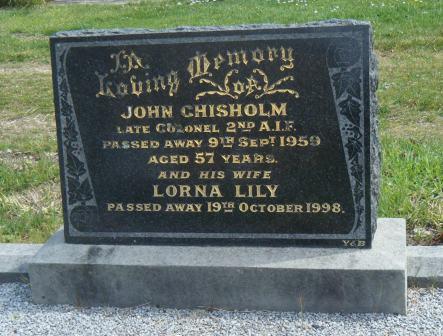 In
Loving Memory
of
JOHN CHISHOLM
LATE COLONEL 2ND A.I.F.
PASSED AWAY 9TH SEPT 1959
AGED 57 YEARS.
AND HIS WIFE
LORNA LILY
PASSED AWAY 19TH OCTOBER 1998.
Y&B